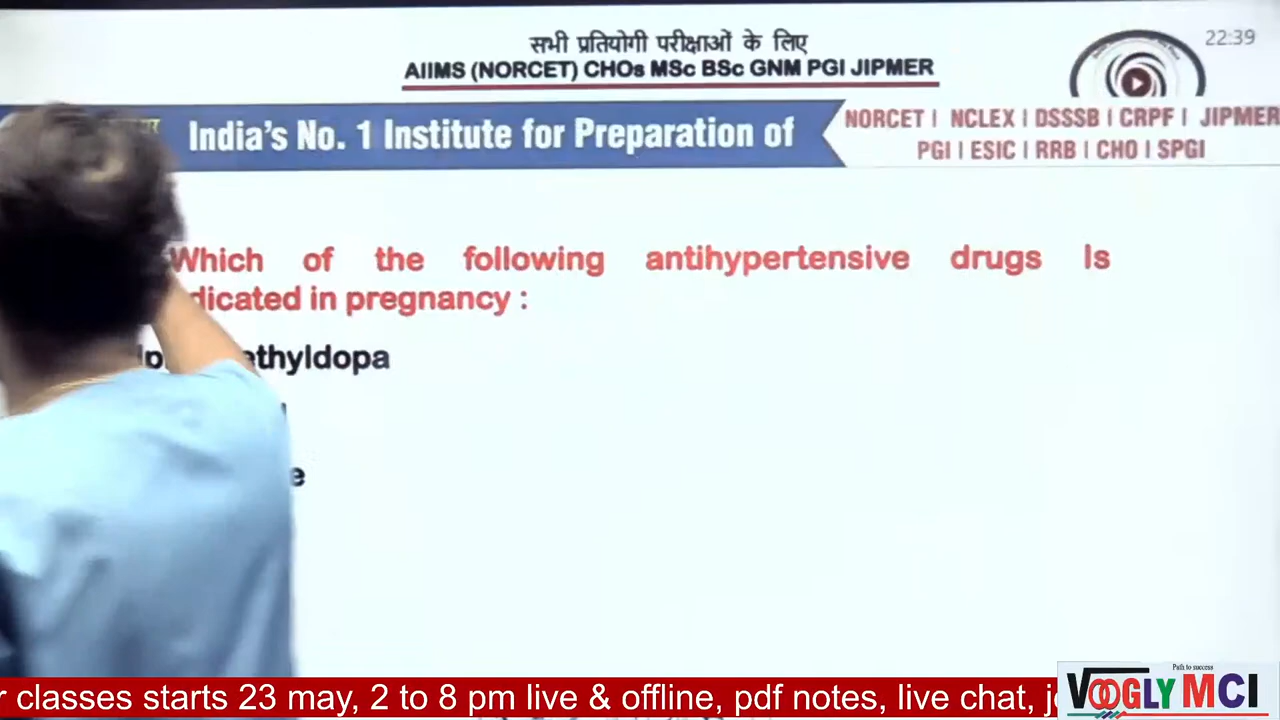 सभी प्रतियोगी परीक्षाओं के लिए
22:39
AIIMS (NORCET) CHOs MSc BSc GNM PGI JIPMER
India's No. 1 Institute for Preparation of
NORCET I NCLEX I DSSSB I CRPF I JIPMER
PGI I ESIC I RRB I CHO I SPGI
Which of the following antihypertensive drugs Is
dicated in pregnancy :
thyldopa
e
r classes starts 23 may, 2 to 8 pm live & offline, pdf notes, live chat, j
Path to success
VOOGLY MCI